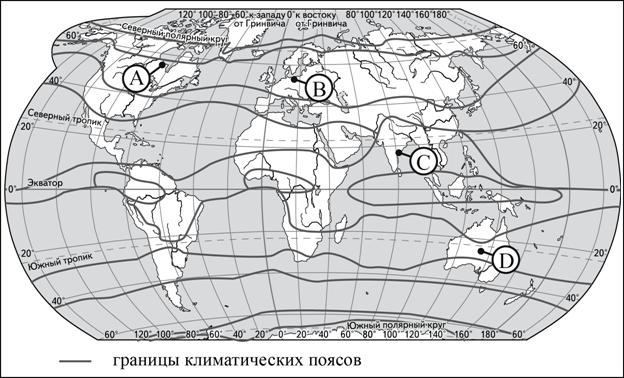 120° 100°-80°-60°к западу 0° к востоку 80° 100° 120° 140° 160° 180°
от Гринвича от Гринвича
Северный полярный круг
60° 60°
A B
40° 40°
Северный тропик
20° 20°
C
Экватор 0° 0°
20° 20°
D
Южный тропик
40° 40°
Южный полярный круг
60° 120° 100° 80° 60° 40° 20° 0° 20° 40° 60° 80° 100° 120° 140° 160° 180° 60°
границы климатических поясов